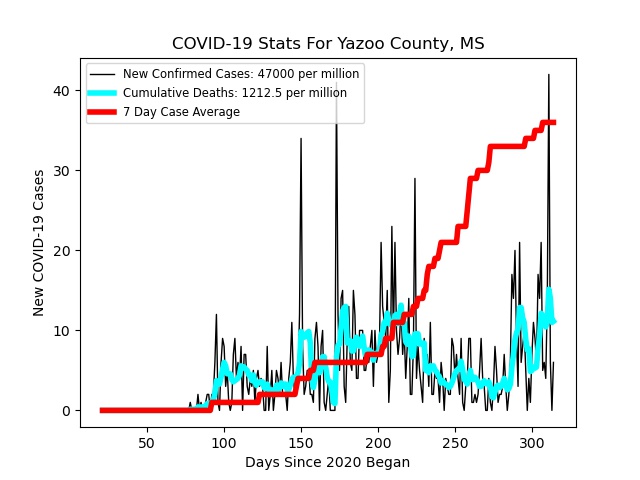 COVID-19 Stats For Yazoo County, MS
New Confirmed Cases: 47000 per million
Cumulative Deaths: 1212.5 per million
7 Day Case Average
New COVID-19 Cases
40
30
20
10
0
50 100 150 200 250 300
Days Since 2020 Began